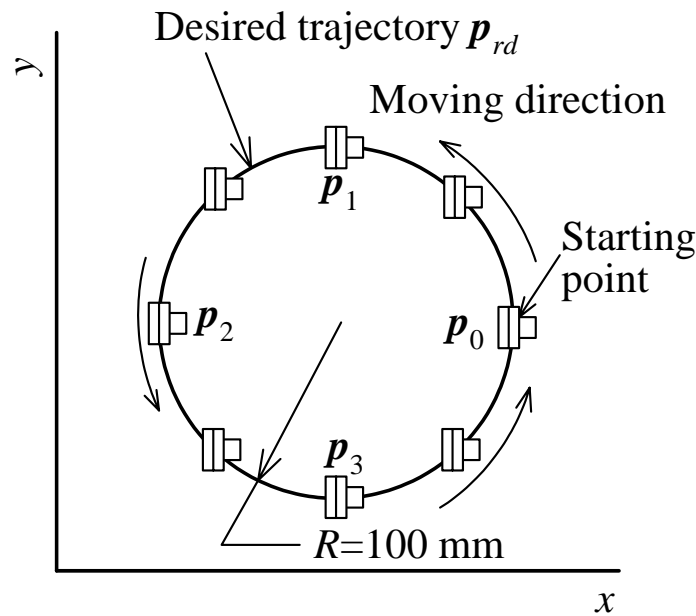 Desired trajectory p_rd
y
Moving direction
p_1
Starting
point
p_2
p_0
p_3
R=100 mm
x